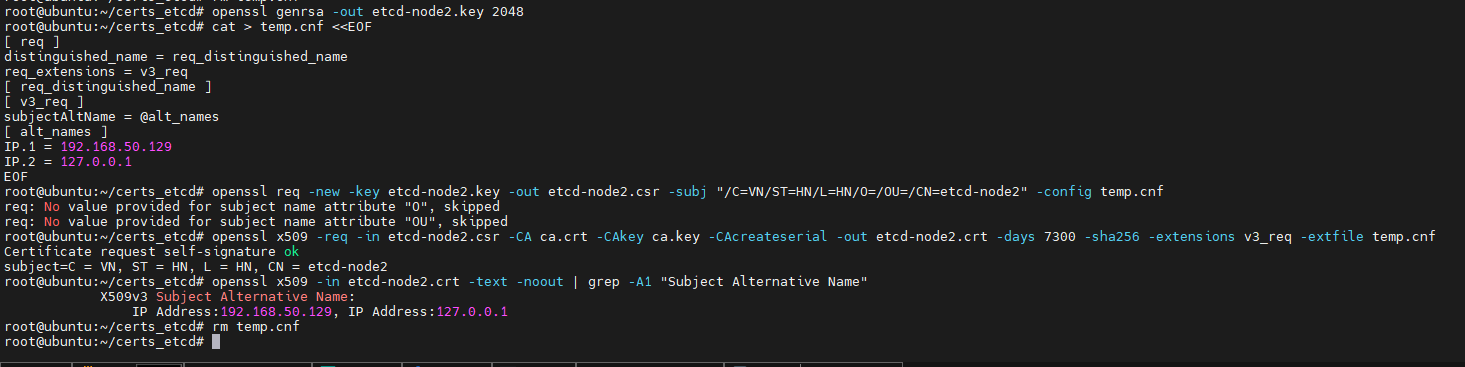 root@ubuntu:~/certs_etcd# rm temp.cnf
root@ubuntu:~/certs_etcd# openssl genrsa -out etcd-node2.key 2048
root@ubuntu:~/certs_etcd# cat > temp.cnf <<EOF
[ req ]
distinguished_name = req_distinguished_name
req_extensions = v3_req
[ req_distinguished_name ]
[ v3_req ]
subjectAltName = @alt_names
[ alt_names ]
IP.1 = 192.168.50.129
IP.2 = 127.0.0.1
EOF
root@ubuntu:~/certs_etcd# openssl req -new -key etcd-node2.key -out etcd-node2.csr -subj "/C=VN/ST=HN/L=HN/O=/OU=/CN=etcd-node2" -config temp.cnf
req: No value provided for subject name attribute "O", skipped
req: No value provided for subject name attribute "OU", skipped
root@ubuntu:~/certs_etcd# openssl x509 -req -in etcd-node2.csr -CA ca.crt -CAkey ca.key -CAcreateserial -out etcd-node2.crt -days 7300 -sha256 -extensions v3_req -extfile temp.cnf
Certificate request self-signature ok
subject=C = VN, ST = HN, L = HN, CN = etcd-node2
root@ubuntu:~/certs_etcd# openssl x509 -in etcd-node2.crt -text -noout | grep -A1 "Subject Alternative Name"
            X509v3 Subject Alternative Name:
                IP Address:192.168.50.129, IP Address:127.0.0.1
root@ubuntu:~/certs_etcd# rm temp.cnf
root@ubuntu:~/certs_etcd#